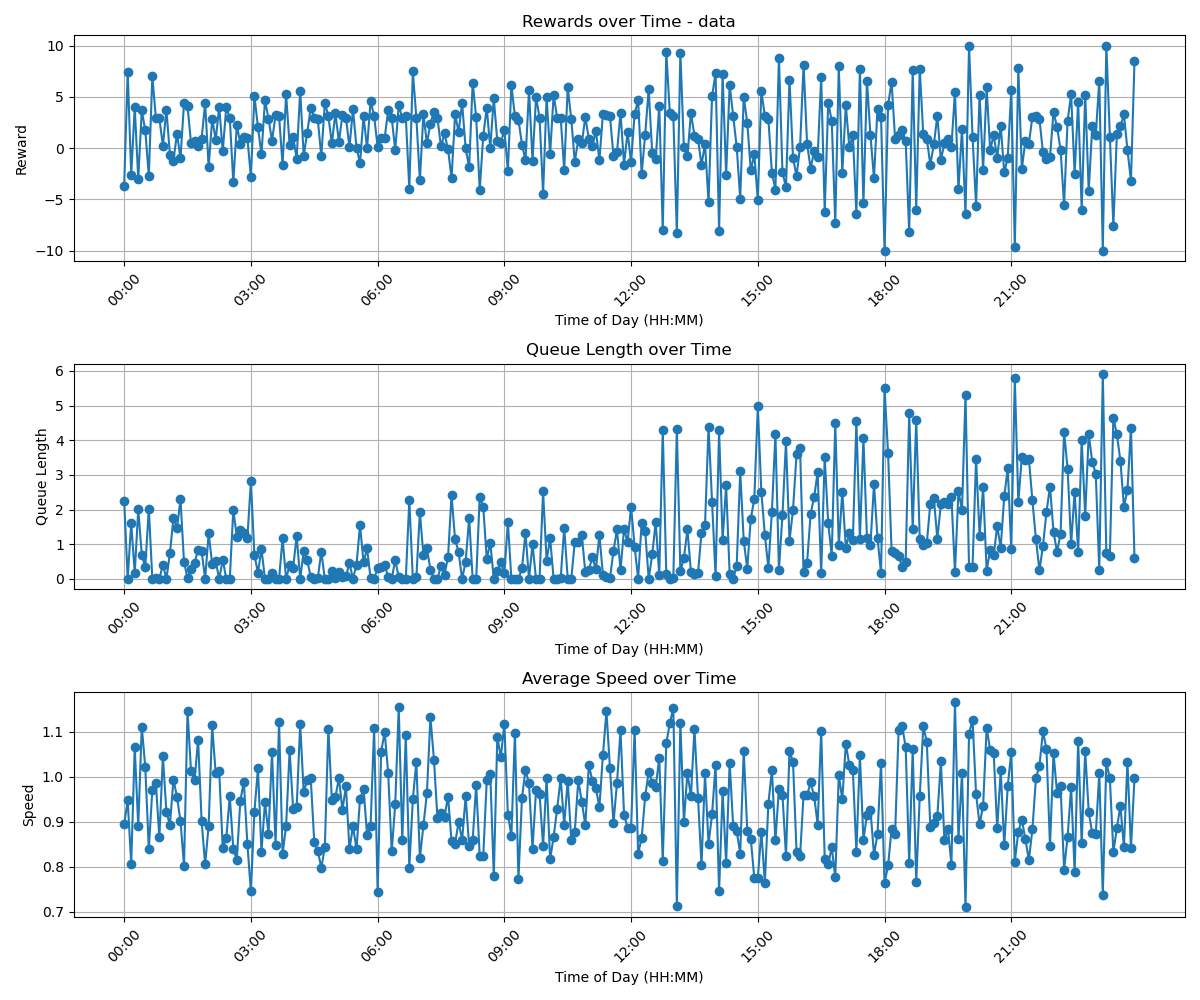 Rewards over Time - data
10
5
0
−5
−10
Reward
00:00 03:00 06:00 09:00 12:00 15:00 18:00 21:00
Time of Day (HH:MM)
Queue Length over Time
6
5
4
3
2
1
0
Queue Length
00:00 03:00 06:00 09:00 12:00 15:00 18:00 21:00
Time of Day (HH:MM)
Average Speed over Time
1.1
1.0
0.9
0.8
0.7
Speed
00:00 03:00 06:00 09:00 12:00 15:00 18:00 21:00
Time of Day (HH:MM)